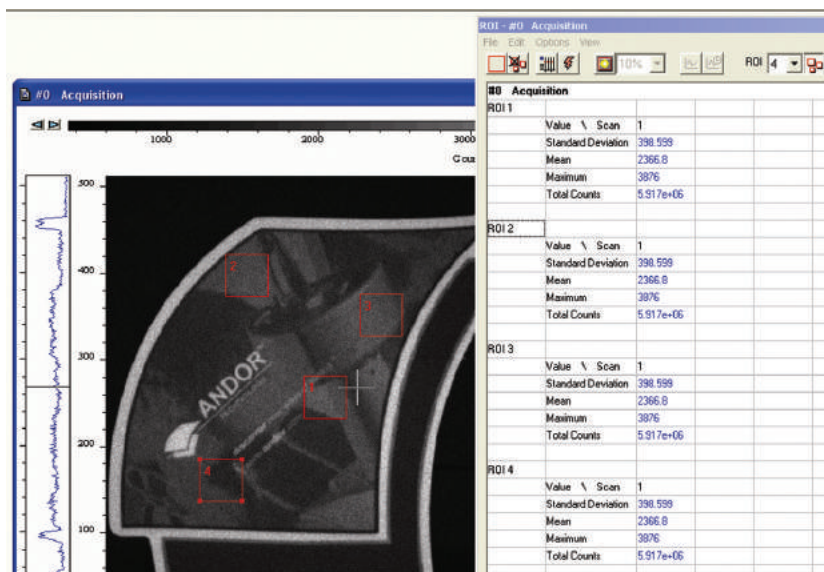 ROI - #0 Acquisition
File Edit Options View
10%
ROI 4
#0 Acquisition
1000 2000 3000
Cour
500
400
300
200
100
2
1
3
4
ANDOR
#0 Acquisition
ROI 1
Value \ Scan 1
Standard Deviation 398.599
Mean 2366.8
Maximum 3876
Total Counts 5.917e+06
ROI 2
Value \ Scan 1
Standard Deviation 398.599
Mean 2366.8
Maximum 3876
Total Counts 5.917e+06
ROI 3
Value \ Scan 1
Standard Deviation 398.599
Mean 2366.8
Maximum 3876
Total Counts 5.917e+06
ROI 4
Value \ Scan 1
Standard Deviation 398.599
Mean 2366.8
Maximum 3876
Total Counts 5.917e+06